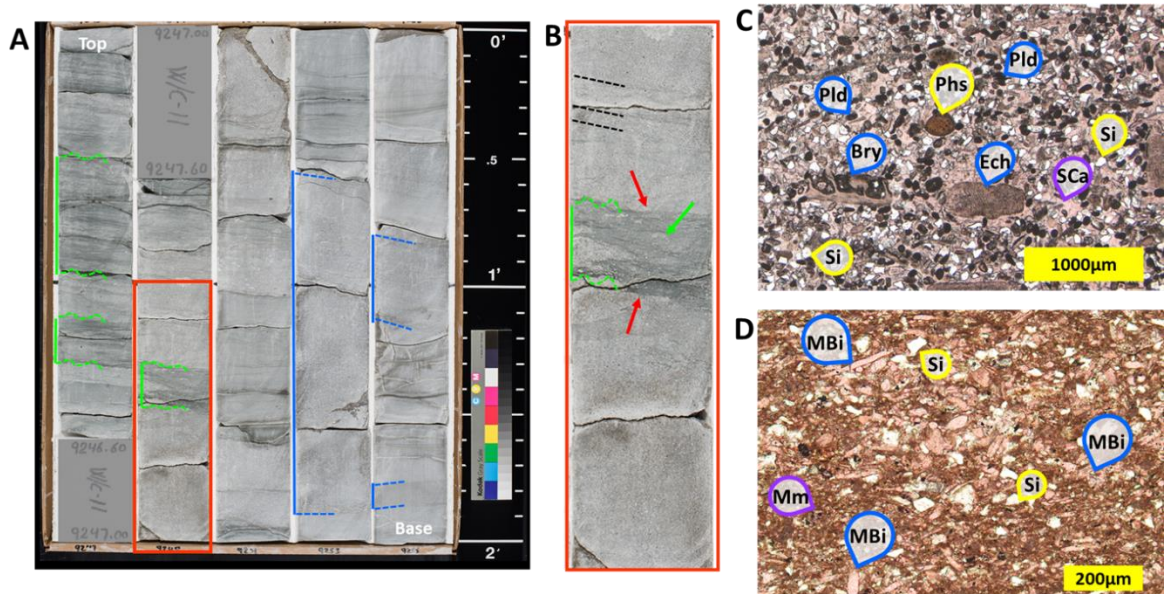 A
B
C
D
Top
9247.00
W/C-11
9247.60
9246.60
W/C-11
9247.00
Base
0'
.5
1'
2'
C
M
Kodak
Pld
Pld
Phs
Bry
Ech
Si
SCa
Si
1000µm
MBi
Si
MBi
Si
Mm
MBi
200µm